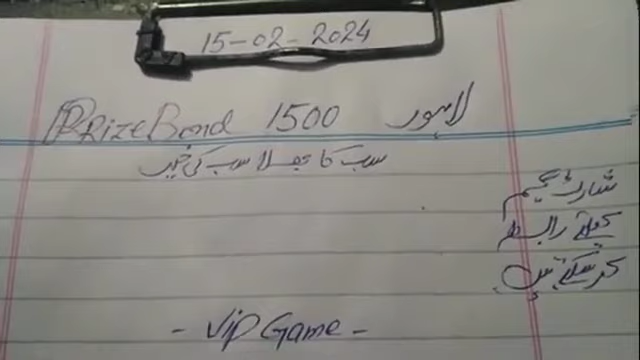 15-02-2024
PRizeBond 1500 لاہور
سب کا بھلا سب کی خیر
شارٹ گیم
کیلئے رابطہ
کر سکتے ہیں
- Vip Game -